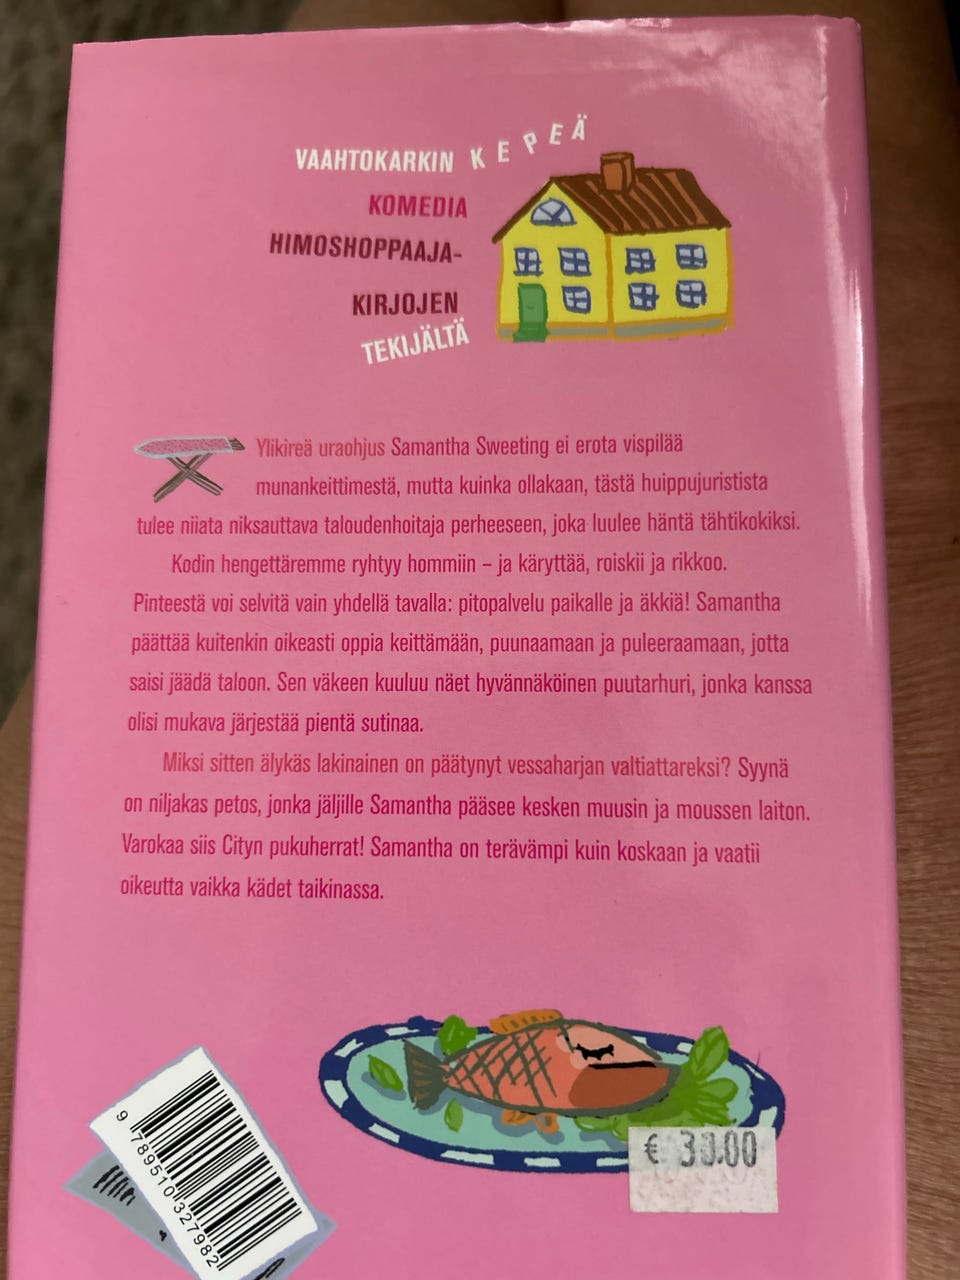 VAAHTOKARKIN KEPEÄ
KOMEDIA
HIMOSHOPPAAJA-
KIRJOJEN
TEKIJÄLTÄ
Ylikireä uraohjus Samantha Sweeting ei erota vispilää
munankeittimestä, mutta kuinka ollakaan, tästä huippujuristista
tulee niiata niksauttava taloudenhoitaja perheeseen, joka luulee häntä tähtikokiksi.
Kodin hengettäremme ryhtyy hommiin – ja käryttää, roiskii ja rikkoo.
Pinteestä voi selvitä vain yhdellä tavalla: pitopalvelu paikalle ja äkkiä! Samantha
päättää kuitenkin oikeasti oppia keittämään, puunaamaan ja puleeraamaan, jotta
saisi jäädä taloon. Sen väkeen kuuluu näet hyvännäköinen puutarhuri, jonka kanssa
olisi mukava järjestää pientä sutinaa.
Miksi sitten älykäs lakinainen on päätynyt vessaharjan valtiattareksi? Syynä
on niljakas petos, jonka jäljille Samantha pääsee kesken muusin ja moussen laiton.
Varokaa siis Cityn pukuherrat! Samantha on terävämpi kuin koskaan ja vaatii
oikeutta vaikka kädet taikinassa.
€ 30.00
9 789510 327982